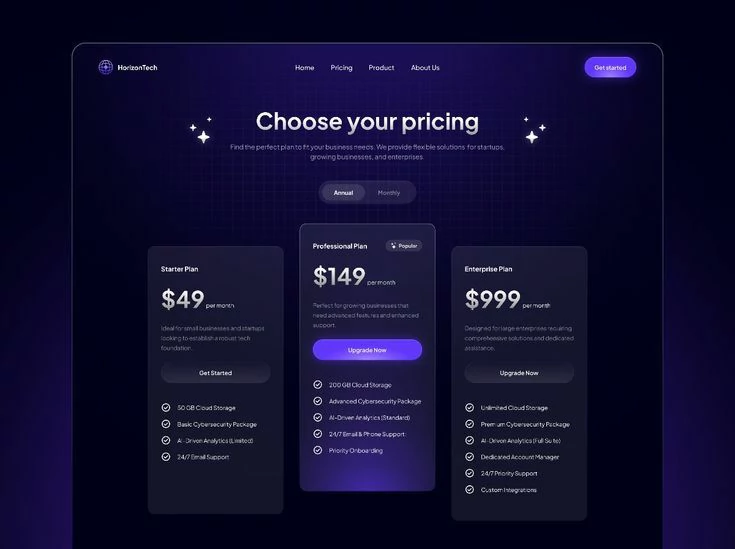 HorizonTech
Home Pricing Product About Us
Get started
Choose your pricing
Find the perfect plan to fit your business needs. We provide flexible solutions for startups,
growing businesses, and enterprises.
Annual Monthly
Starter Plan
$49 per month
Ideal for small businesses and startups
looking to establish a robust tech
foundation.
Get Started
50 GB Cloud Storage
Basic Cybersecurity Package
AI-Driven Analytics (Limited)
24/7 Email Support
Professional Plan
Popular
$149 per month
Perfect for growing businesses that
need advanced features and enhanced
support.
Upgrade Now
200 GB Cloud Storage
Advanced Cybersecurity Package
AI-Driven Analytics (Standard)
24/7 Email & Phone Support
Priority Onboarding
Enterprise Plan
$999 per month
Designed for large enterprises requiring
comprehensive solutions and dedicated
assistance.
Upgrade Now
Unlimited Cloud Storage
Premium Cybersecurity Package
AI-Driven Analytics (Full Suite)
Dedicated Account Manager
24/7 Priority Support
Custom Integrations